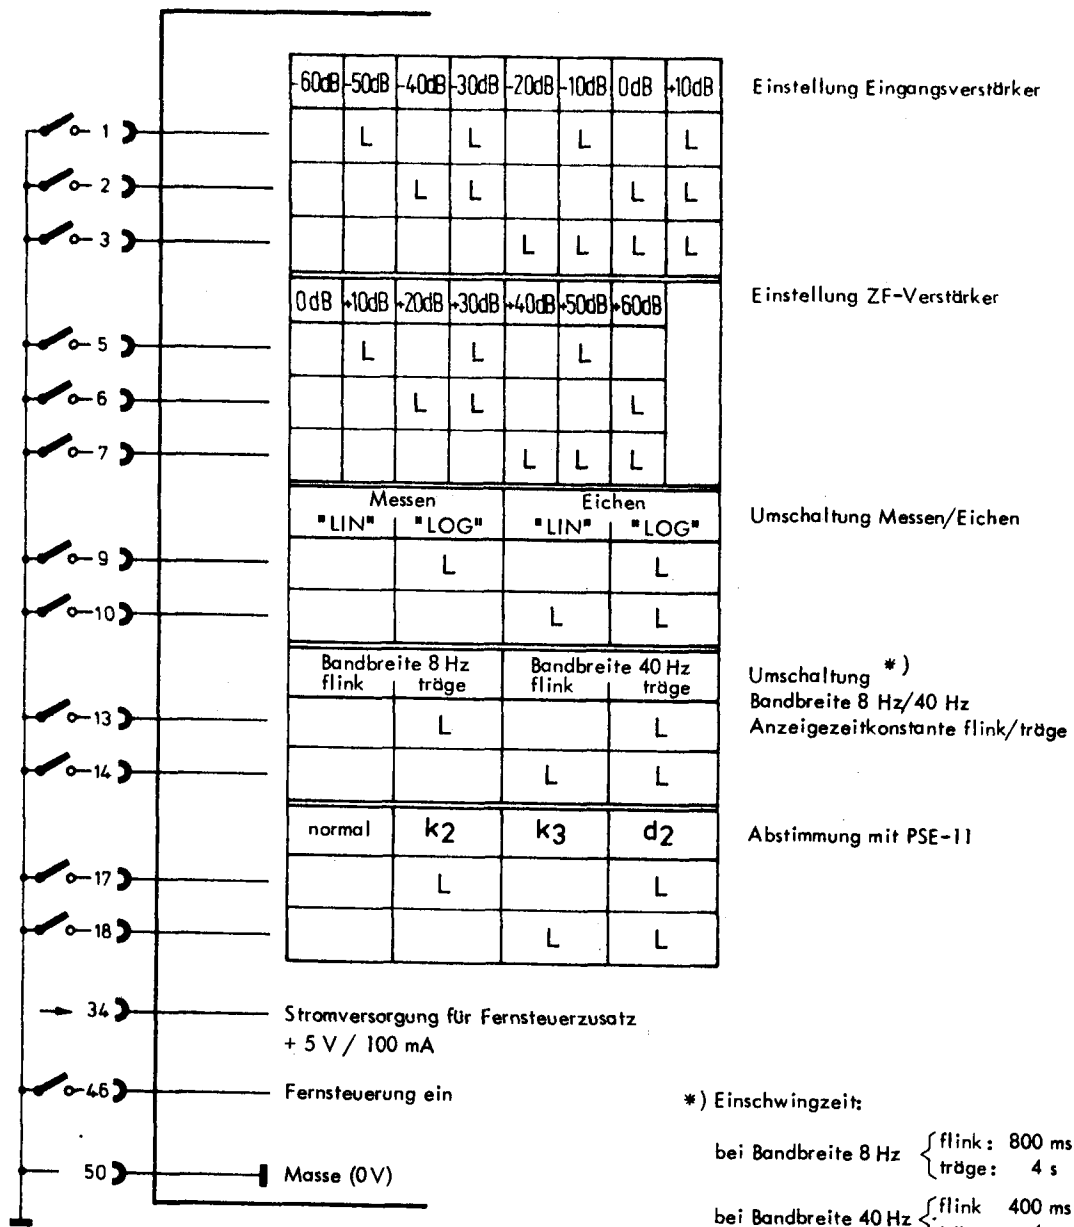 -60dB -50dB -40dB -30dB -20dB -10dB 0dB +10dB Einstellung Eingangsverstärker
1 L L L L
2 L L L L
3 L L L L
0dB +10dB +20dB +30dB +40dB +50dB +60dB Einstellung ZF-Verstärker
5 L L L
6 L L L
7 L L L
Messen Eichen
"LIN" "LOG" "LIN" "LOG" Umschaltung Messen/Eichen
9 L L
10 L L
Bandbreite 8 Hz Bandbreite 40 Hz
flink träge flink träge
Umschaltung *)
Bandbreite 8 Hz/40 Hz
Anzeigezeitkonstante flink/träge
13 L L
14 L L
normal k2 k3 d2 Abstimmung mit PSE-11
17 L L
18 L L
34 Stromversorgung für Fernsteuerzusatz
+ 5 V / 100 mA
46 Fernsteuerung ein
50 Masse (0V)
*) Einschwingzeit:
bei Bandbreite 8 Hz flink: 800 ms
träge: 4 s
bei Bandbreite 40 Hz flink 400 ms